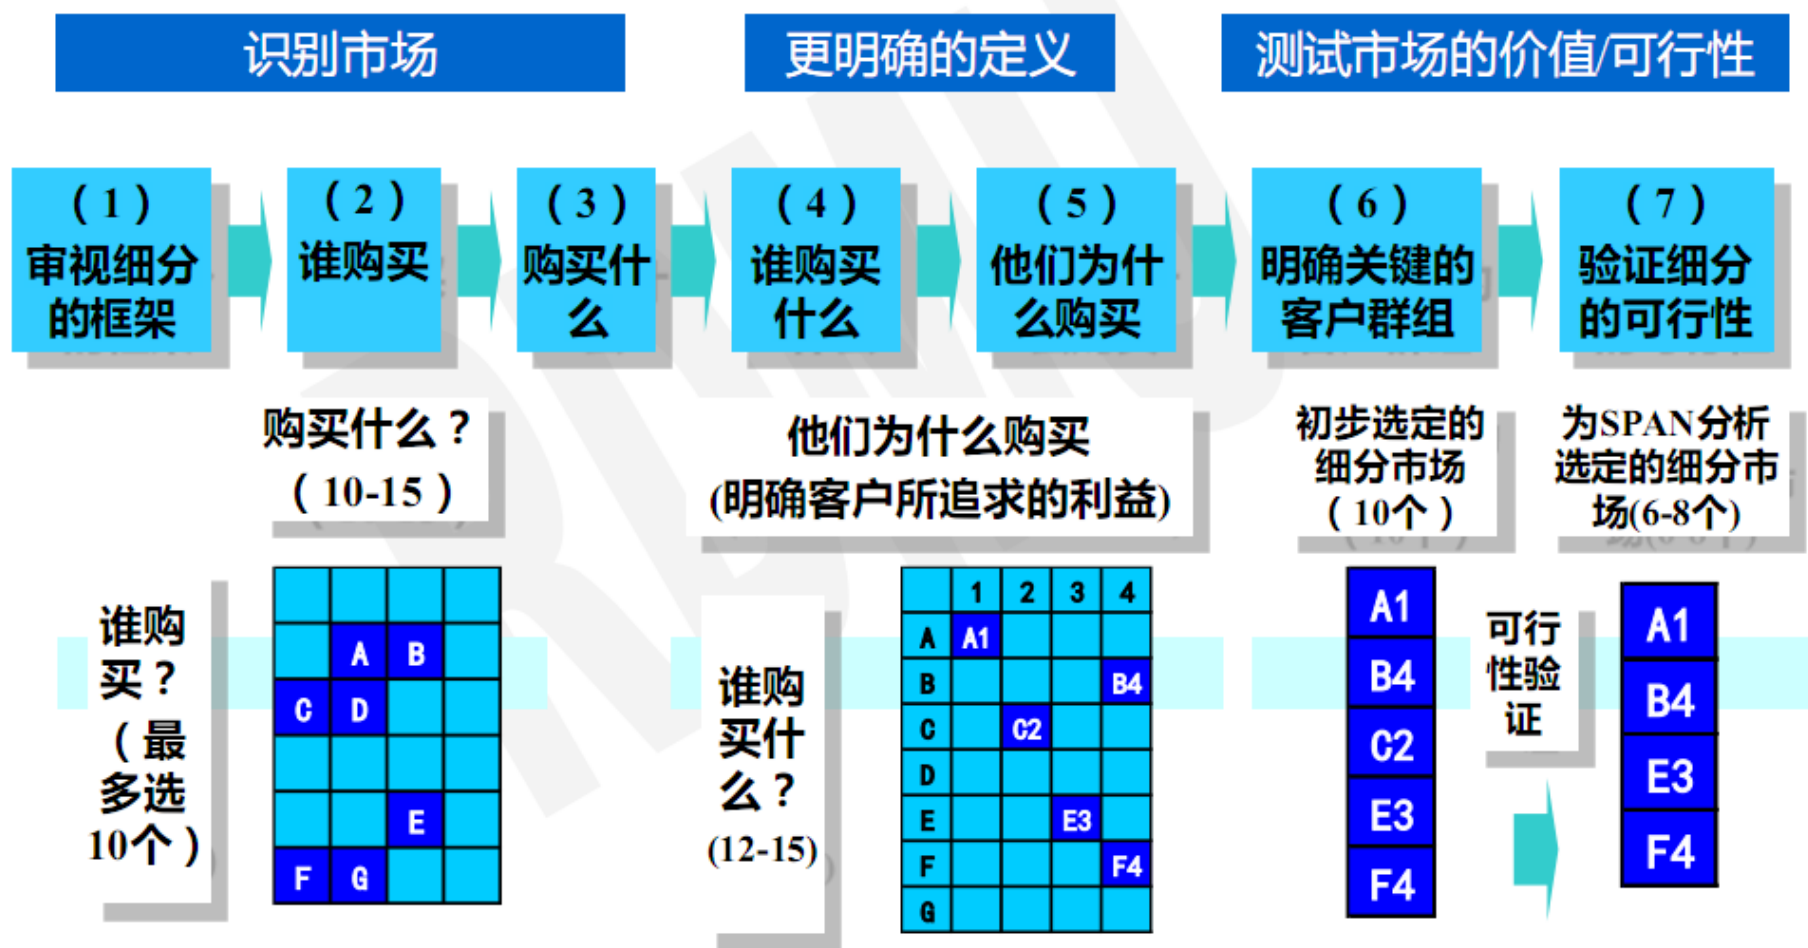 识别市场
更明确的定义
测试市场的价值/可行性
（1）
审视细分
的框架
（2）
谁购买
（3）
购买什
么
（4）
谁购买
什么
（5）
他们为什
么购买
（6）
明确关键的
客户群组
（7）
验证细分
的可行性
购买什么？
（10-15）
他们为什么购买
(明确客户所追求的利益)
初步选定的
细分市场
（10个）
为SPAN分析
选定的细分市
场(6-8个)
谁购
买？
（最
多选
10个）
A B
C D
E
F G
谁购
买什
么？
(12-15)
1 2 3 4
A A1
B B4
C C2
D
E E3
F F4
G
A1
B4
C2
E3
F4
可行
性验
证
A1
B4
E3
F4